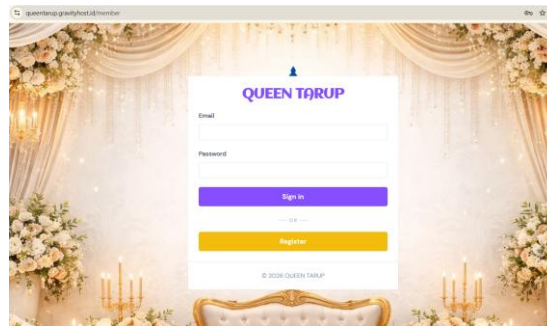 queentarup.gravityhost.id/member
QUEEN TARUP
Email
Password
Sign in
OR
Register
© 2026 QUEEN TARUP